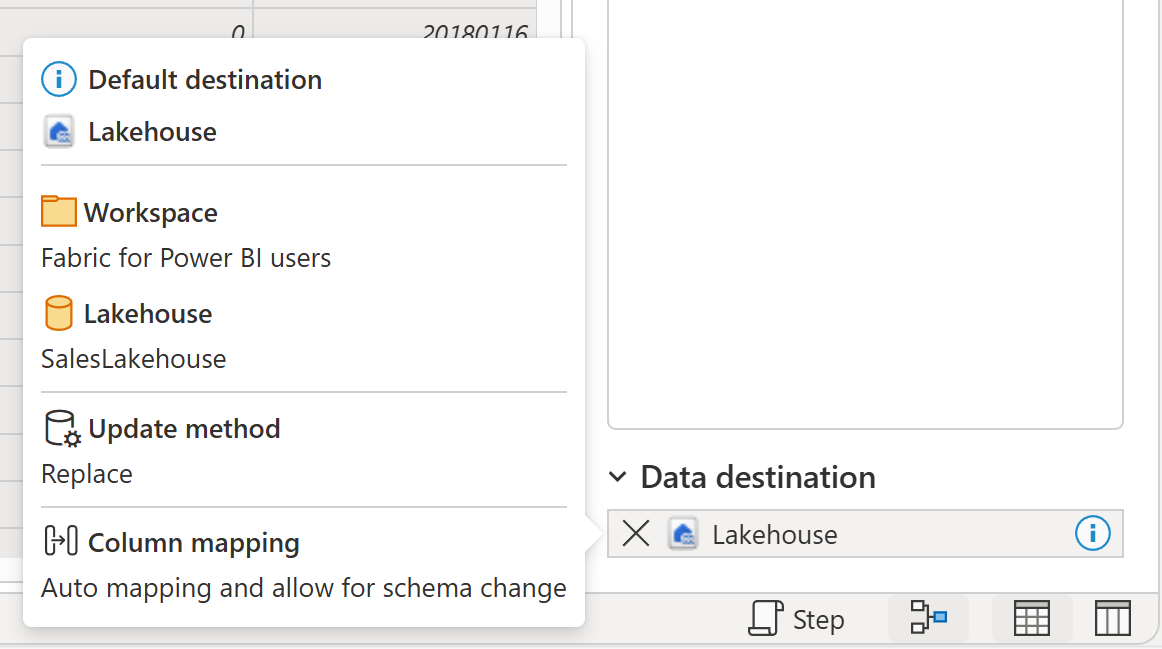 0
20180116
Default destination
Lakehouse
Workspace
Fabric for Power BI users
Lakehouse
SalesLakehouse
Update method
Replace
Column mapping
Auto mapping and allow for schema change
Data destination
Lakehouse
Step